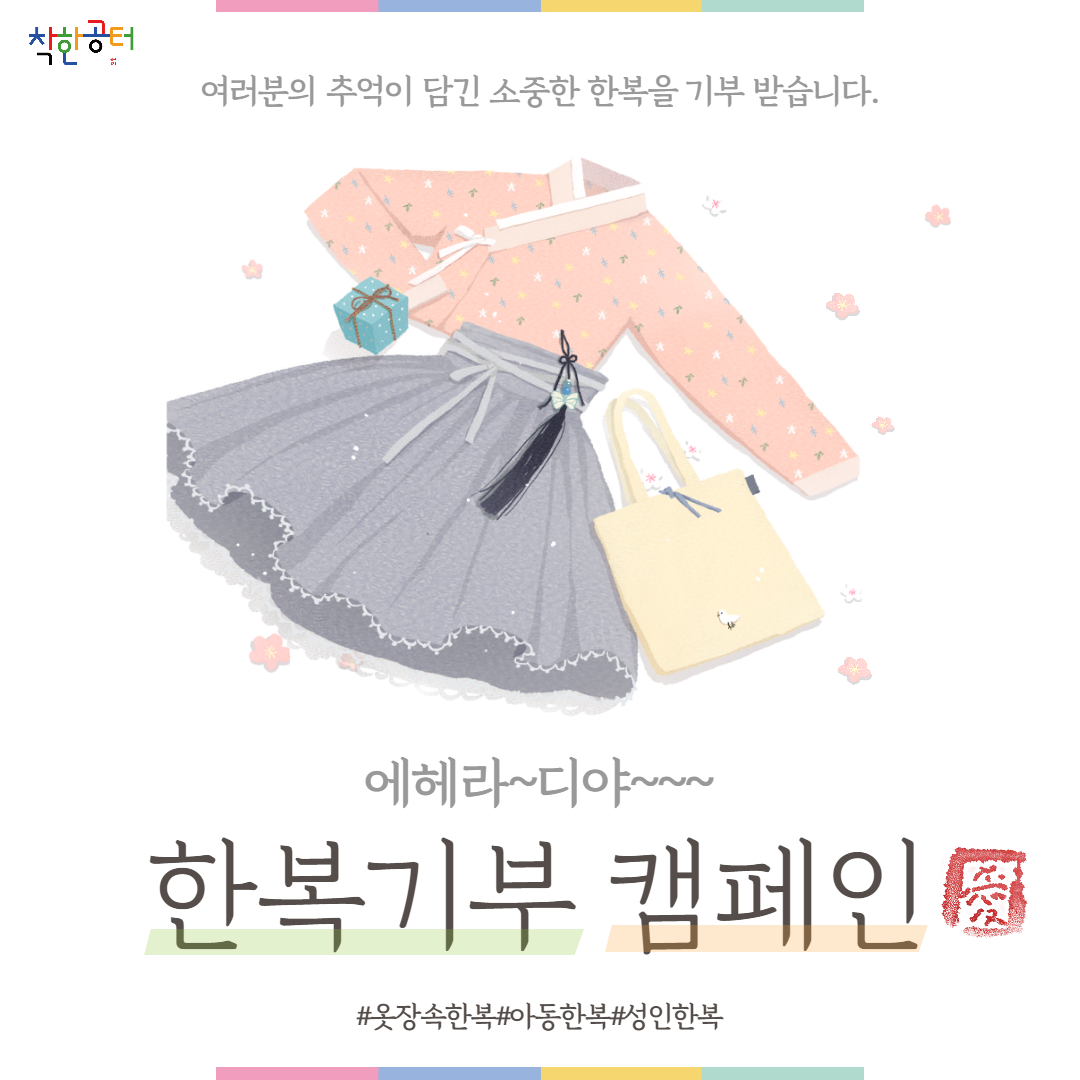 착한공터
여러분의 추억이 담긴 소중한 한복을 기부 받습니다.
에헤라~디야~~~
한복기부 캠페인
愛
#옷장속한복#아동한복#성인한복